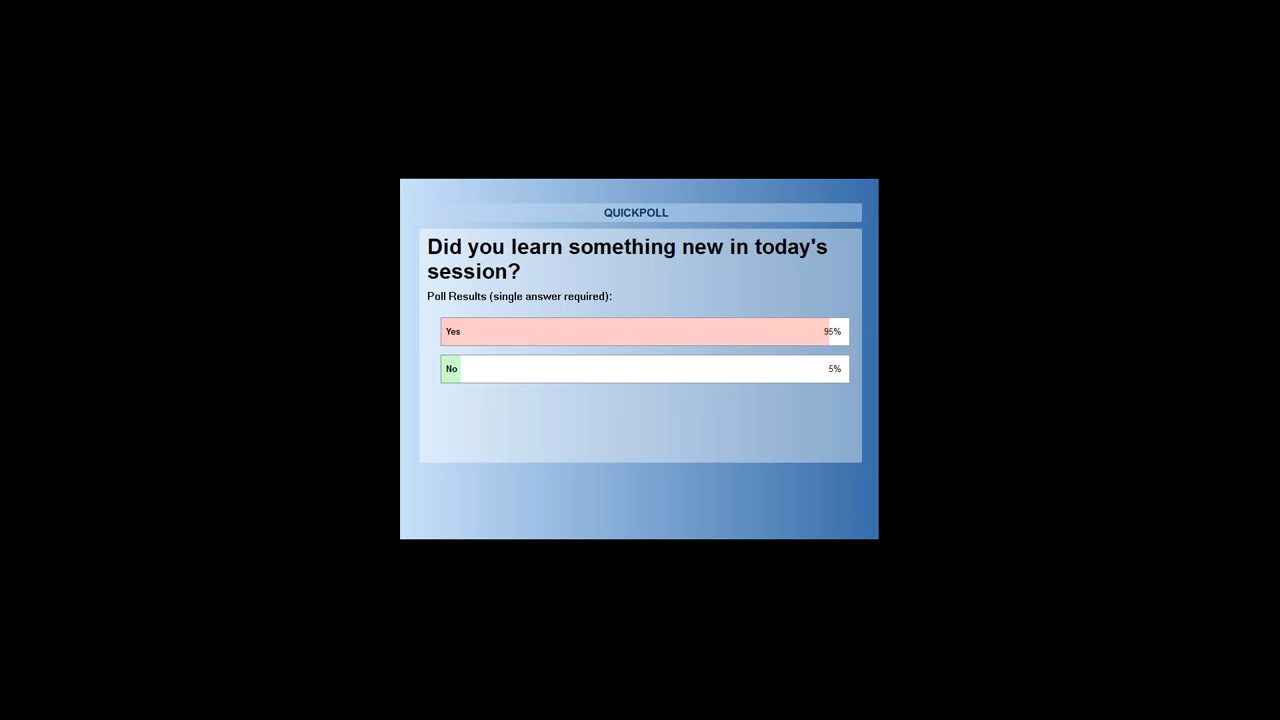 QUICKPOLL
Did you learn something new in today's
session?
Poll Results (single answer required):
Yes 95%
No 5%